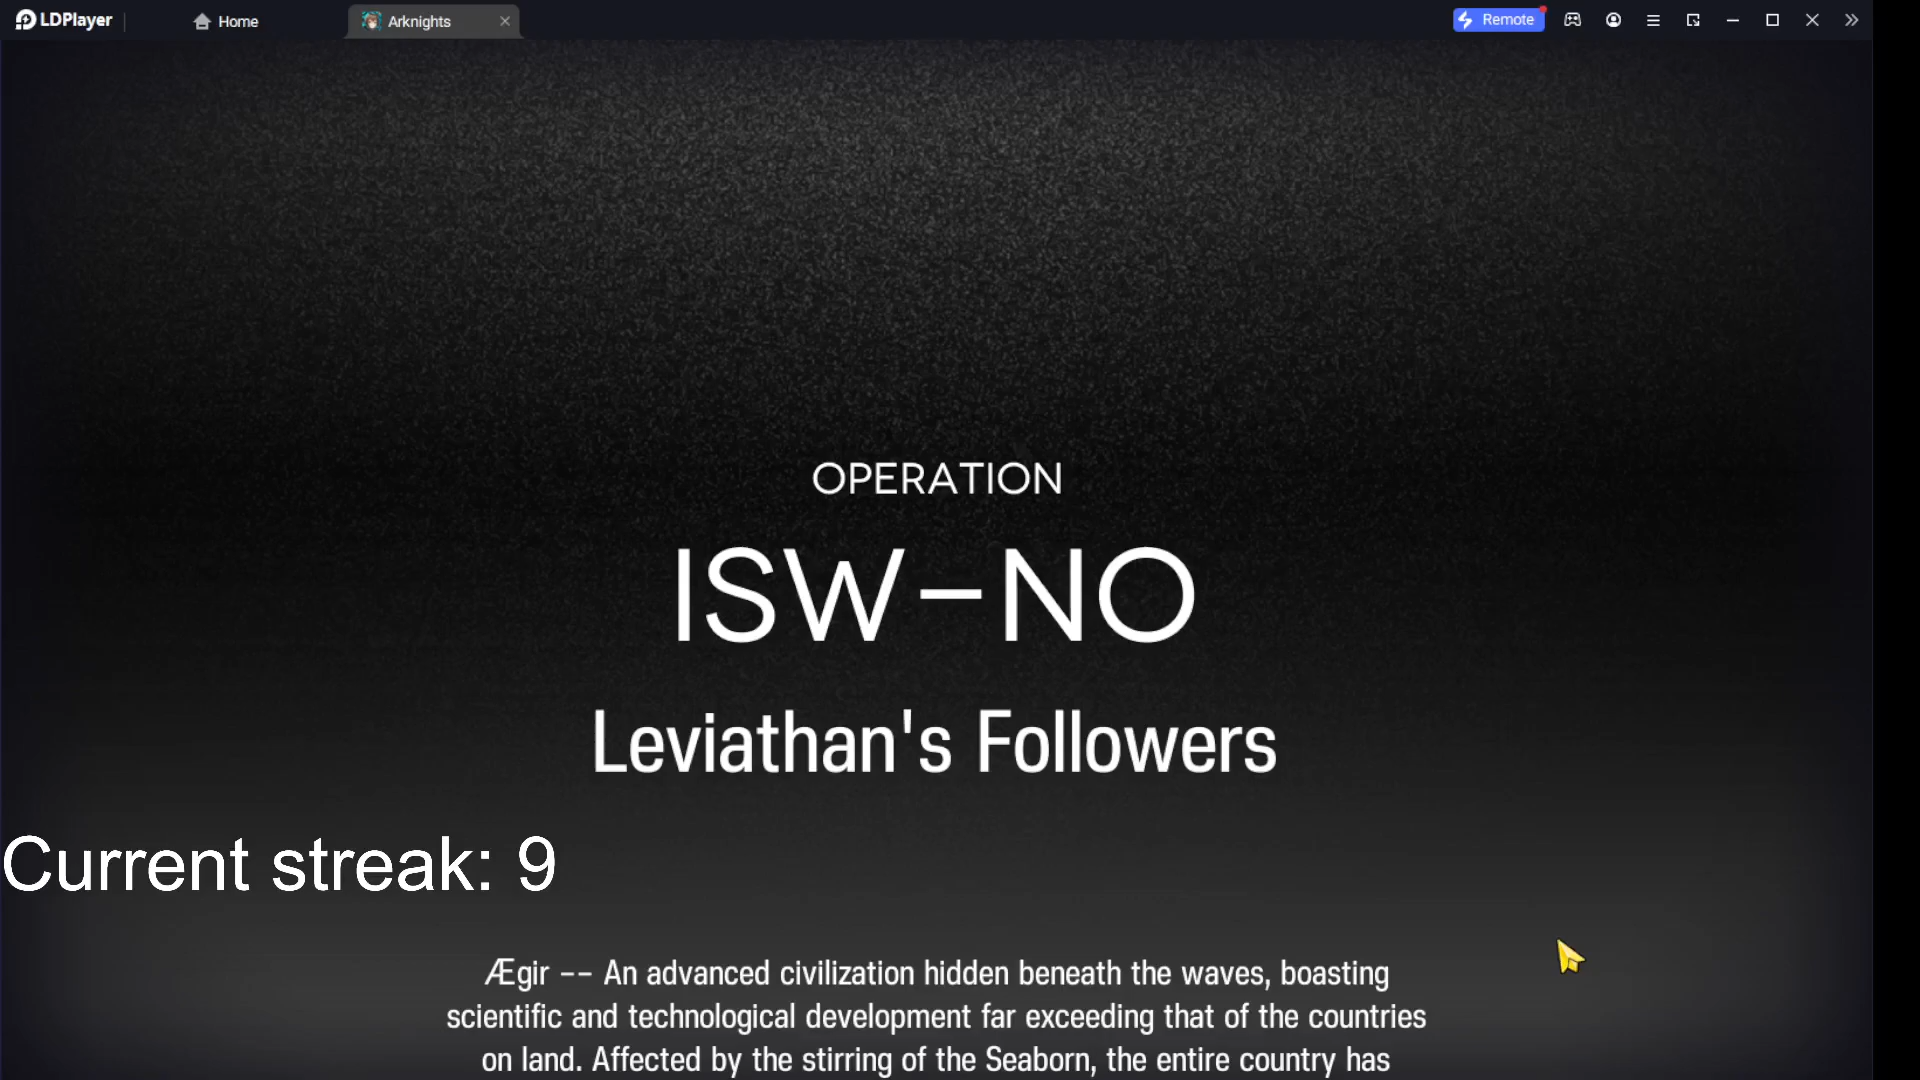 LDPlayer
Home
Arknights
Remote
OPERATION
ISW-NO
Leviathan's Followers
Current streak: 9
Ægir -- An advanced civilization hidden beneath the waves, boasting
scientific and technological development far exceeding that of the countries
on land. Affected by the stirring of the Seaborn, the entire country has